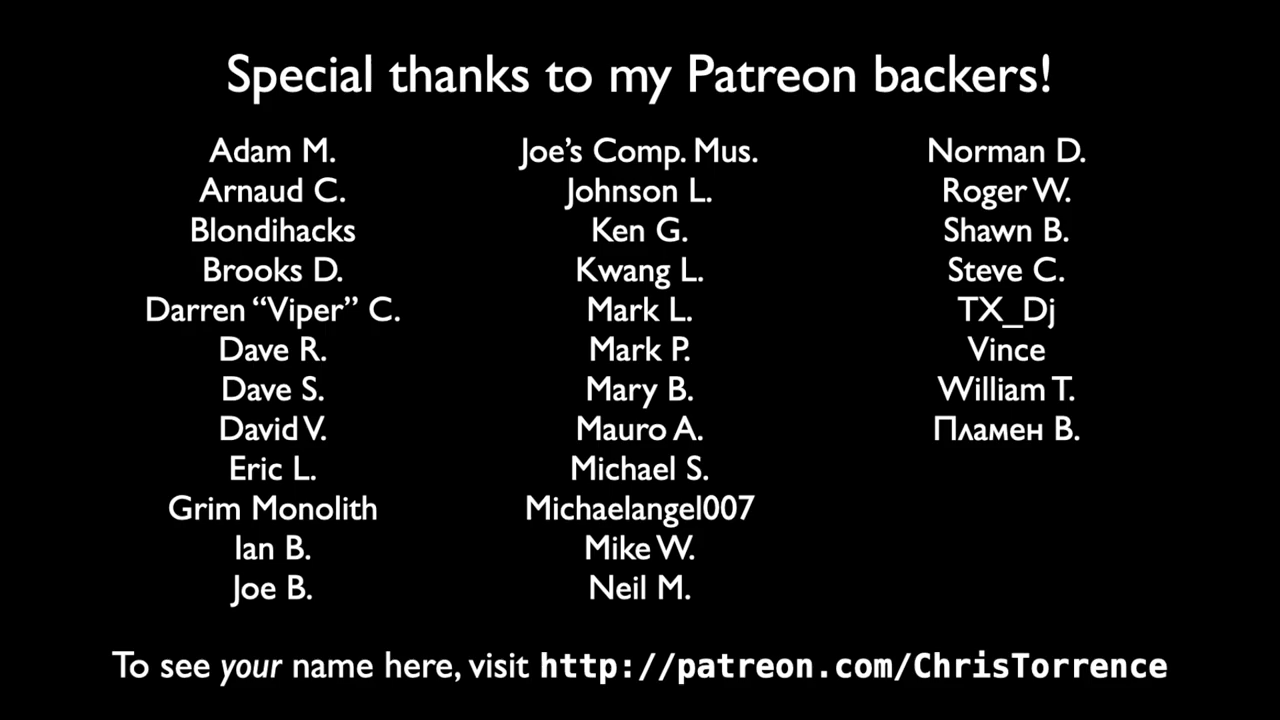 Special thanks to my Patreon backers!
Adam M.
Arnaud C.
Blondihacks
Brooks D.
Darren “Viper” C.
Dave R.
Dave S.
David V.
Eric L.
Grim Monolith
Ian B.
Joe B.
Joe’s Comp. Mus.
Johnson L.
Ken G.
Kwang L.
Mark L.
Mark P.
Mary B.
Mauro A.
Michael S.
Michaelangel007
Mike W.
Neil M.
Norman D.
Roger W.
Shawn B.
Steve C.
TX_Dj
Vince
William T.
Пламен В.
To see your name here, visit http://patreon.com/ChrisTorrence